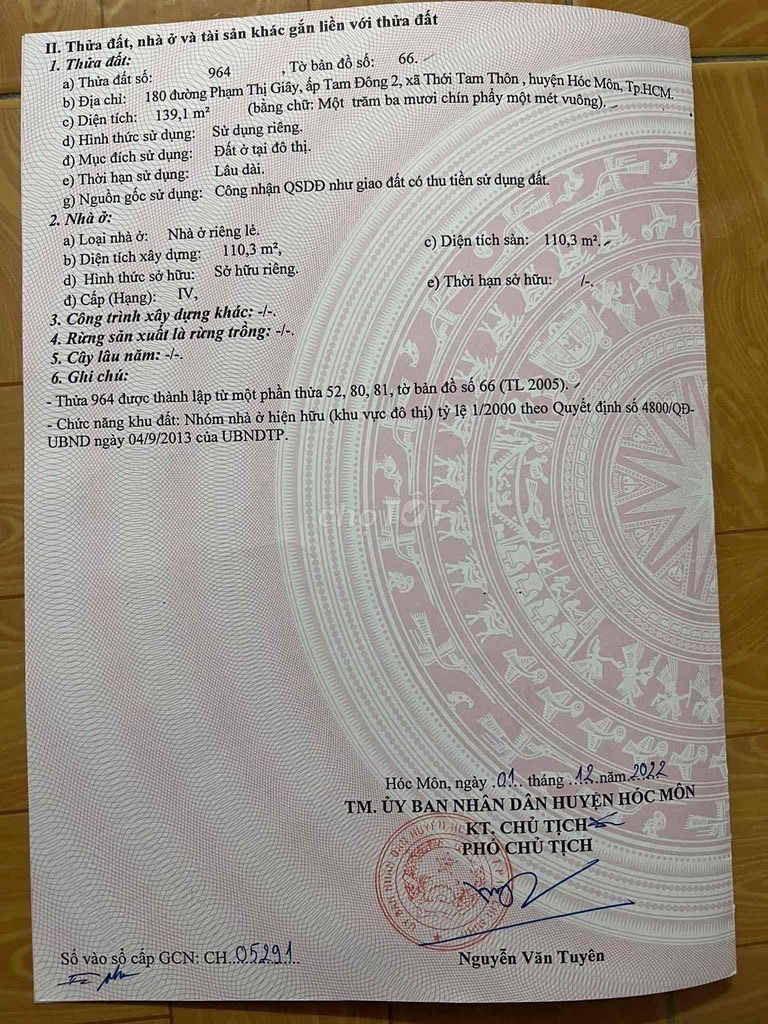 II. Thửa đất, nhà ở và tài sản khác gắn liền với thửa đất
1. Thửa đất:
a) Thửa đất số: 964 , Tờ bản đồ số: 66.
b) Địa chỉ: 180 đường Phạm Thị Giây, ấp Tam Đông 2, xã Thới Tam Thôn , huyện Hóc Môn, Tp.HCM.
c) Diện tích: 139,1 m² (bằng chữ: Một trăm ba mươi chín phẩy một mét vuông).
d) Hình thức sử dụng: Sử dụng riêng.
đ) Mục đích sử dụng: Đất ở tại đô thị.
e) Thời hạn sử dụng: Lâu dài.
g) Nguồn gốc sử dụng: Công nhận QSDĐ như giao đất có thu tiền sử dụng đất.
2. Nhà ở:
a) Loại nhà ở: Nhà ở riêng lẻ.
b) Diện tích xây dựng: 110,3 m², c) Diện tích sàn: 110,3 m².
d) Hình thức sở hữu: Sở hữu riêng. e) Thời hạn sở hữu: /-.
đ) Cấp (Hạng): IV,
3. Công trình xây dựng khác: -/-.
4. Rừng sản xuất là rừng trồng: -/-.
5. Cây lâu năm: -/-.
6. Ghi chú:
- Thửa 964 được thành lập từ một phần thửa 52, 80, 81, tờ bản đồ số 66 (TL 2005).
- Chức năng khu đất: Nhóm nhà ở hiện hữu (khu vực đô thị) tỷ lệ 1/2000 theo Quyết định số 4800/QĐ-
UBND ngày 04/9/2013 của UBNDTP.
chợTỐT
Hóc Môn, ngày 01 tháng 12 năm 2022
TM. ỦY BAN NHÂN DÂN HUYỆN HÓC MÔN
KT. CHỦ TỊCH
PHÓ CHỦ TỊCH
Số vào sổ cấp GCN: CH 05291
Nguyễn Văn Tuyên